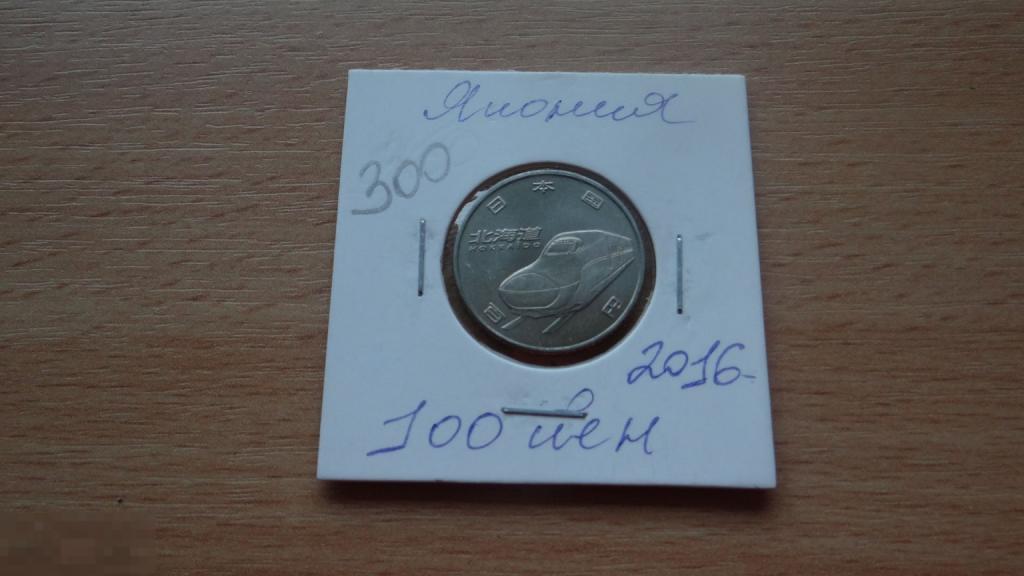 Япония
300
日本国
北海道
HOKKAIDO
百円
2016
100 иен